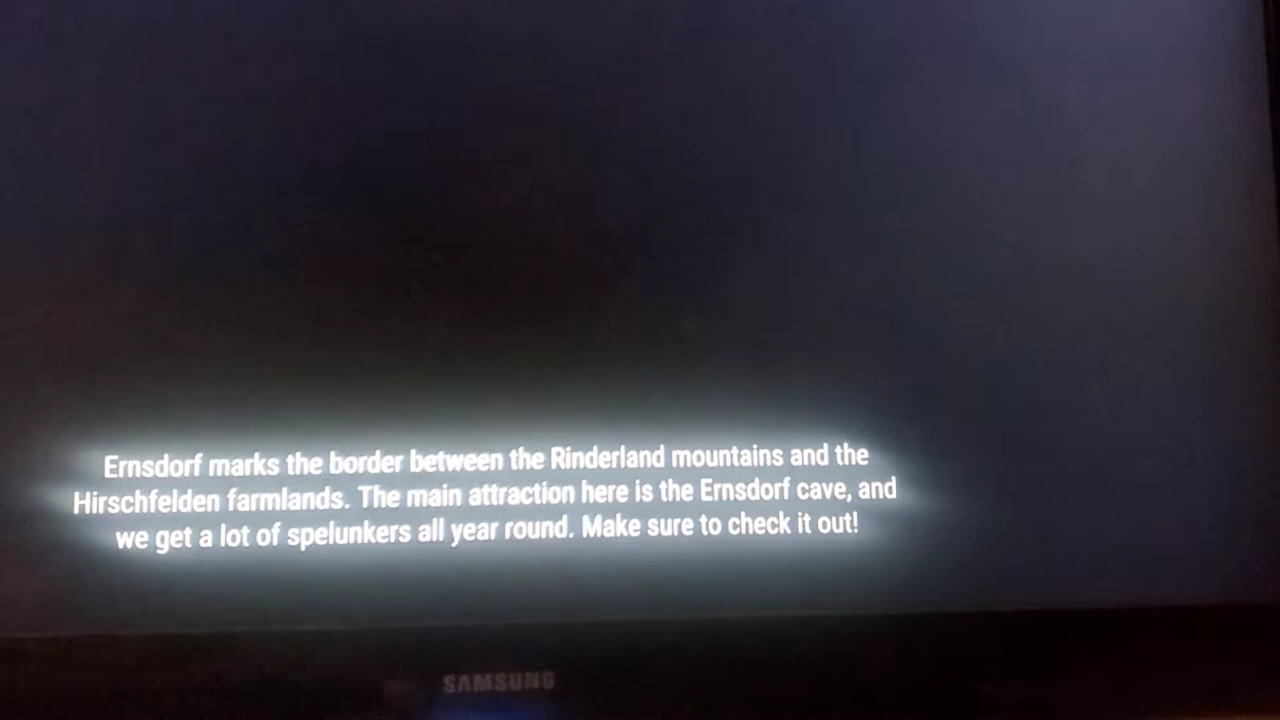 Ernsdorf marks the border between the Rinderland mountains and the
Hirschfelden farmlands. The main attraction here is the Ernsdorf cave, and
we get a lot of spelunkers all year round. Make sure to check it out!
SAMSUNG